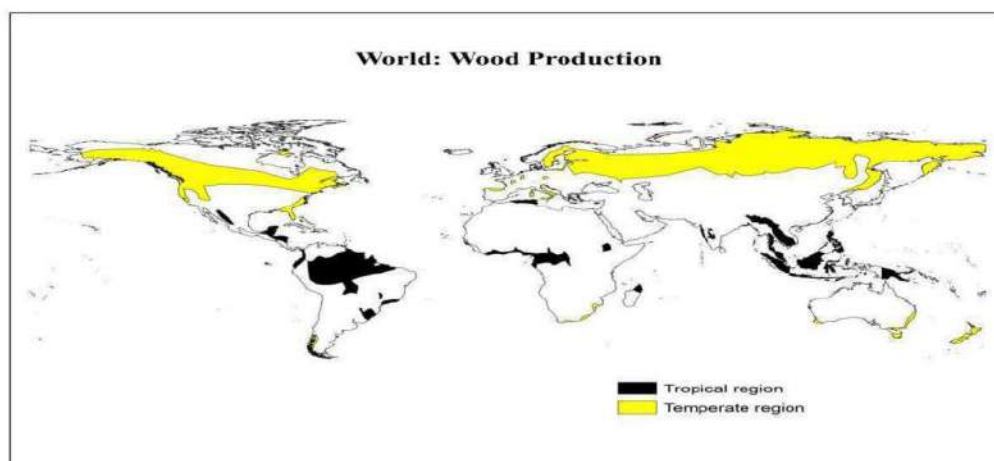 World: Wood Production
Tropical region
Temperate region